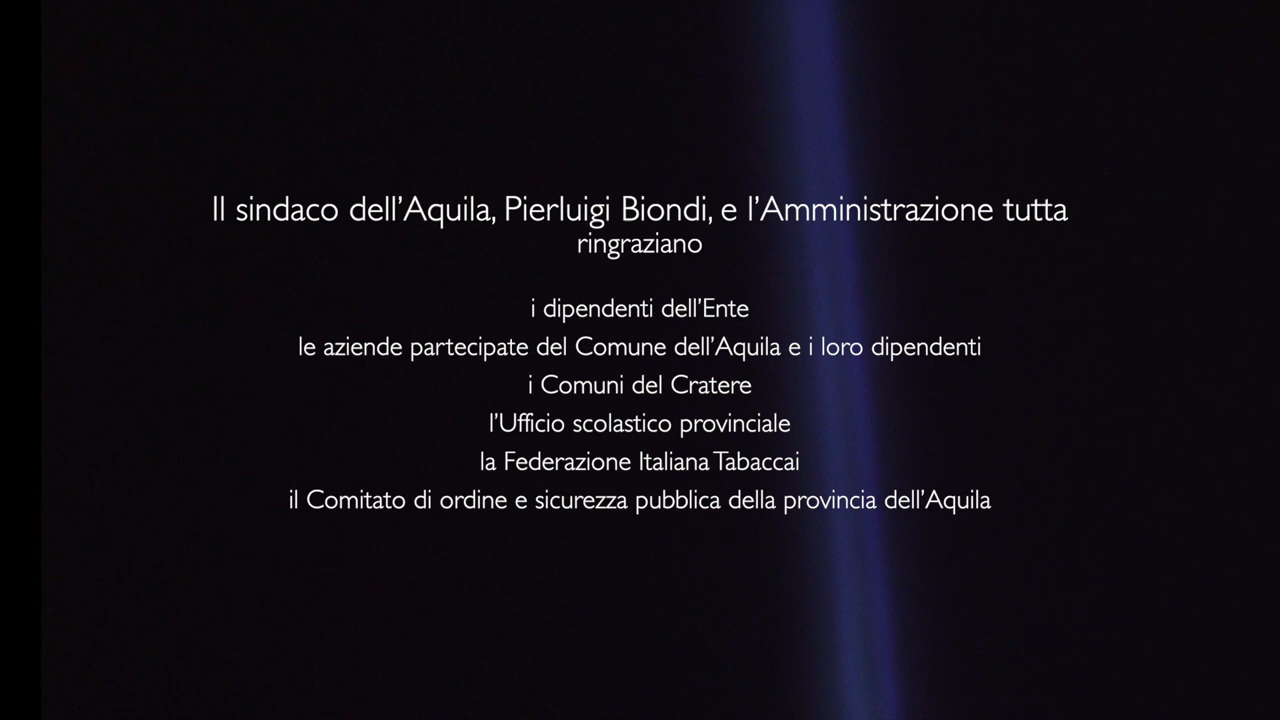 Il sindaco dell’Aquila, Pierluigi Biondi, e l’Amministrazione tutta
ringraziano
i dipendenti dell’Ente
le aziende partecipate del Comune dell’Aquila e i loro dipendenti
i Comuni del Cratere
l’Ufficio scolastico provinciale
la Federazione Italiana Tabaccai
il Comitato di ordine e sicurezza pubblica della provincia dell’Aquila